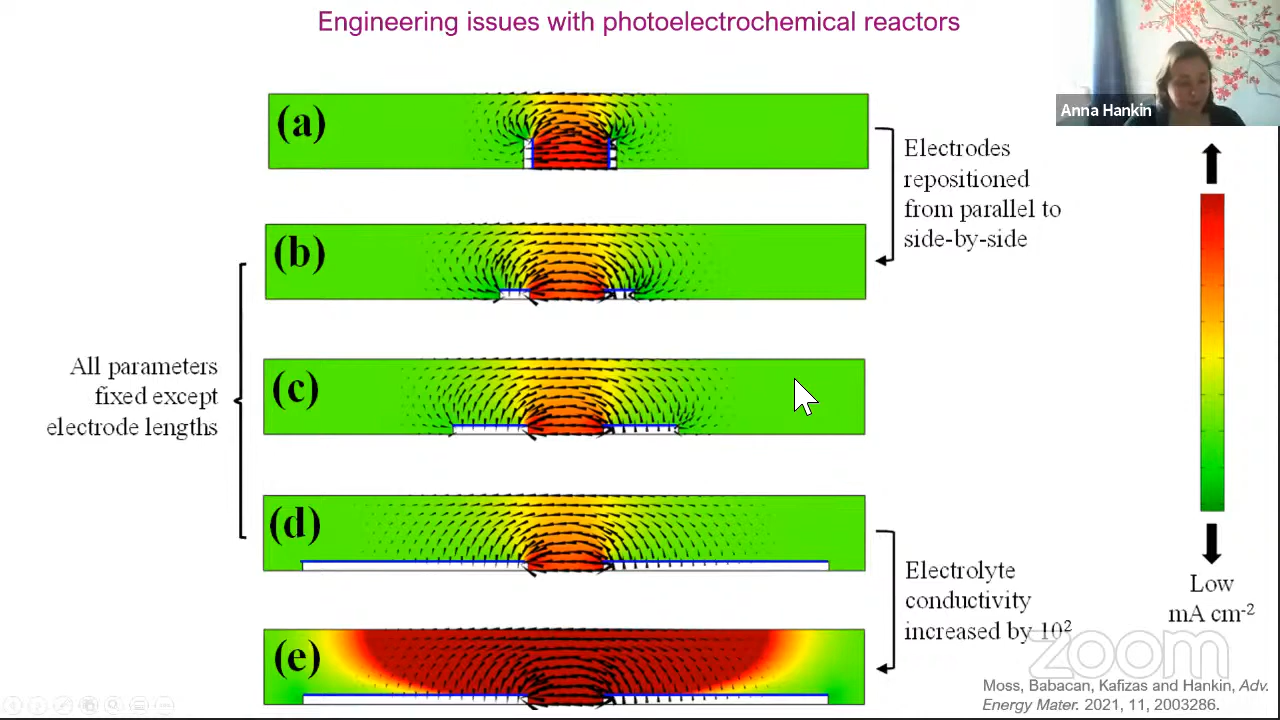 Engineering issues with photoelectrochemical reactors
Anna Hankin
(a)
Electrodes
repositioned
from parallel to
side-by-side
(b)
All parameters
fixed except
electrode lengths
(c)
(d)
Electrolyte
conductivity
increased by 10²
(e)
Low
mA cm⁻²
zoom
Moss, Babacan, Kafizas and Hankin, Adv.
Energy Mater. 2021, 11, 2003286.